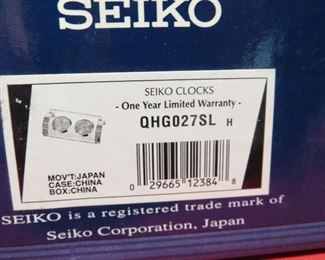 SEIKO
SEIKO CLOCKS
- One Year Limited Warranty -
QHG027SL H
MOV'T:JAPAN
CASE:CHINA
BOX:CHINA
0 29665 12384 8
SEIKO is a registered trade mark of
Seiko Corporation, Japan